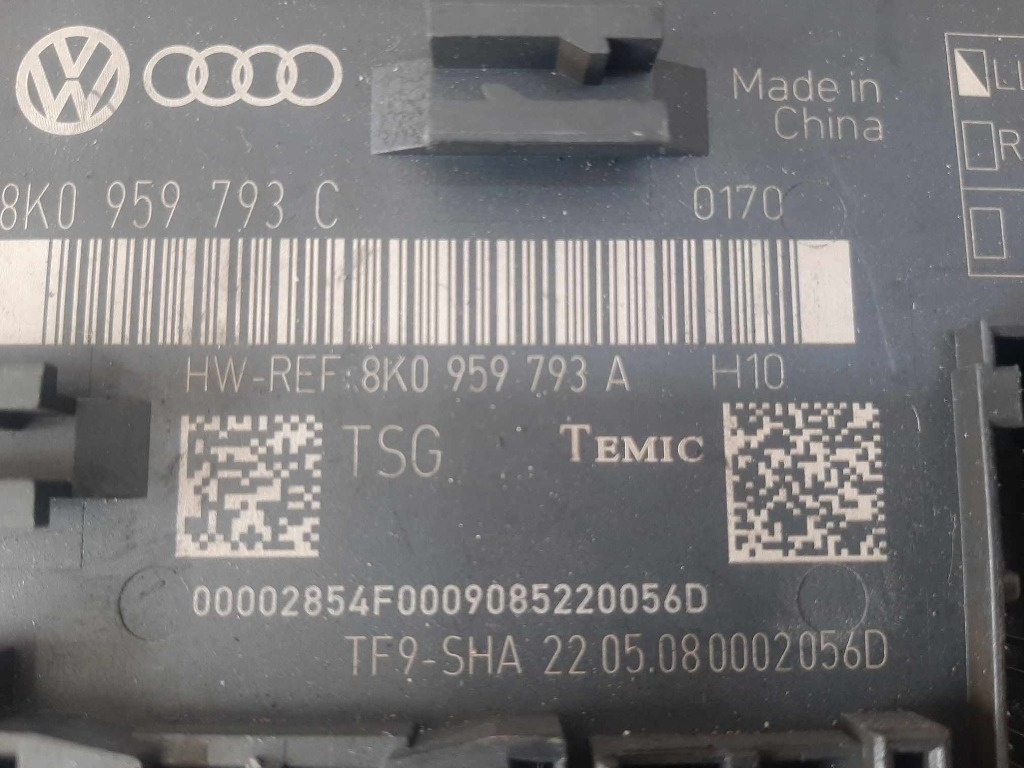 Made in
China
8K0 959 793 C
0170
HW-REF: 8K0 959 793 A H10
TSG
TEMIC
00002854F0009085220056D
TF9-SHA 22.05.080002056D